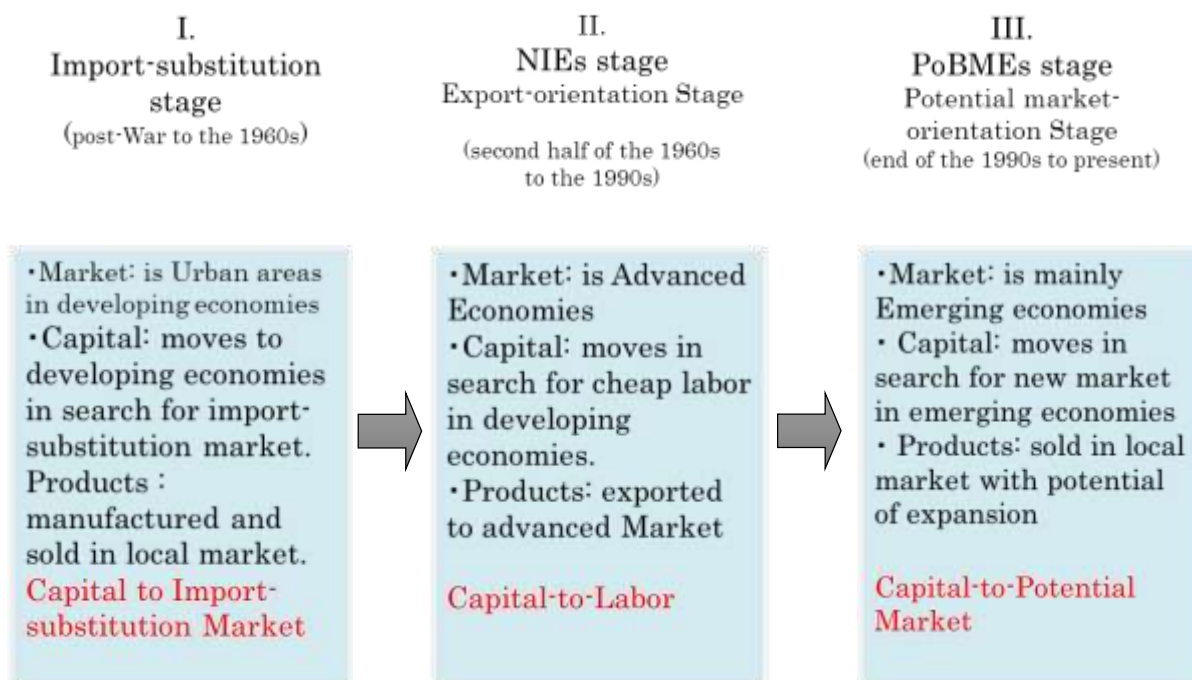 I.
Import-substitution
stage
(post-War to the 1960s)
II.
NIEs stage
Export-orientation Stage
(second half of the 1960s
to the 1990s)
III.
PoBMEs stage
Potential market-
orientation Stage
(end of the 1990s to present)
・Market: is Urban areas
in developing economies
・Capital: moves to
developing economies
in search for import-
substitution market.
Products :
manufactured and
sold in local market.
Capital to Import-
substitution Market
・Market: is Advanced
Economies
・Capital: moves in
search for cheap labor
in developing
economies.
・Products: exported
to advanced Market
Capital-to-Labor
・Market: is mainly
Emerging economies
・ Capital: moves in
search for new market
in emerging economies
・ Products: sold in local
market with potential
of expansion
Capital-to-Potential
Market